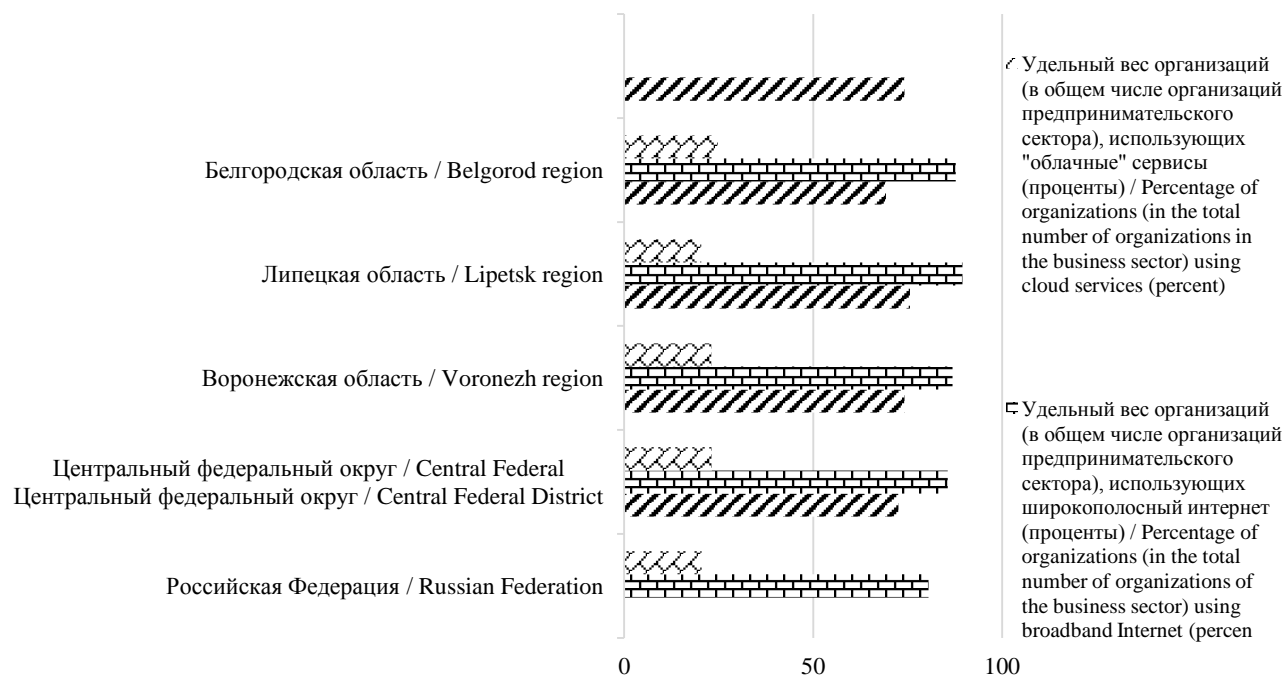 Белгородская область / Belgorod region
Липецкая область / Lipetsk region
Воронежская область / Voronezh region
Центральный федеральный округ / Central Federal
Центральный федеральный округ / Central Federal District
Российская Федерация / Russian Federation
0
50
100
Удельный вес организаций
(в общем числе организаций
предпринимательского
сектора), использующих
"облачные" сервисы
(проценты) / Percentage of
organizations (in the total
number of organizations in
the business sector) using
cloud services (percent)
Удельный вес организаций
(в общем числе организаций
предпринимательского
сектора), использующих
широкополосный интернет
(проценты) / Percentage of
organizations (in the total
number of organizations of
the business sector) using
broadband Internet (percen